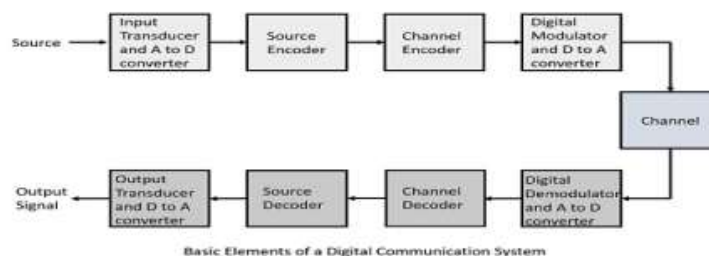 Source
Input
Transducer
and A to D
converter
Source
Encoder
Channel
Encoder
Digital
Modulator
and D to A
converter
Channel
Output
Signal
Output
Transducer
and D to A
converter
Source
Decoder
Channel
Decoder
Digital
Demodulator
and A to D
converter
Basic Elements of a Digital Communication System